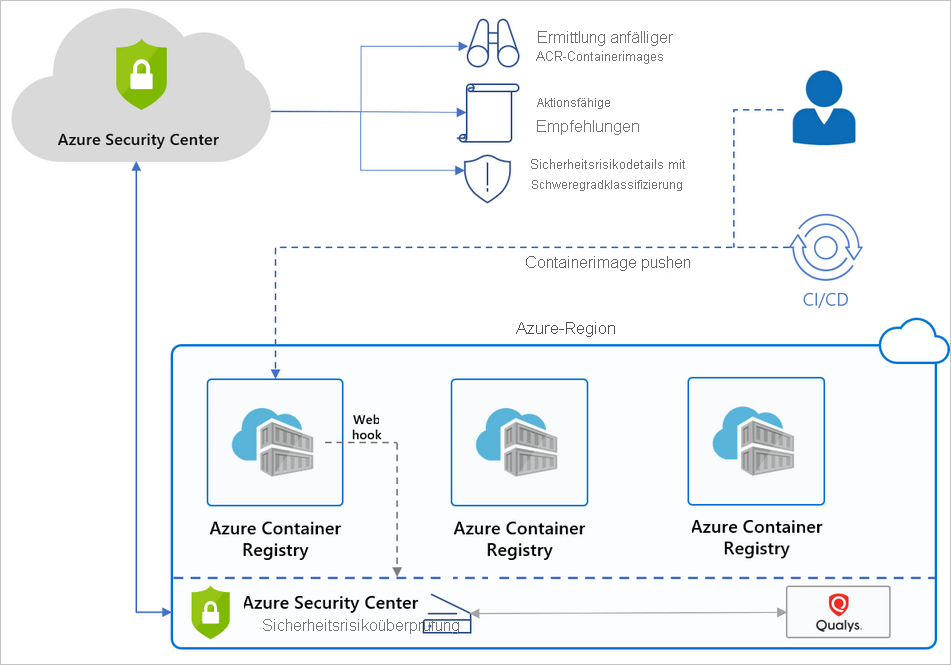 Azure Security Center
Ermittlung anfälliger
ACR-Containerimages
Aktionsfähige
Empfehlungen
Sicherheitsrisikodetails mit
Schweregradklassifizierung
Containerimage pushen
CI/CD
Azure-Region
Web
hook
Azure Container
Registry
Azure Container
Registry
Azure Container
Registry
Azure Security Center
Sicherheitsrisikoüberprüfung
Qualys.